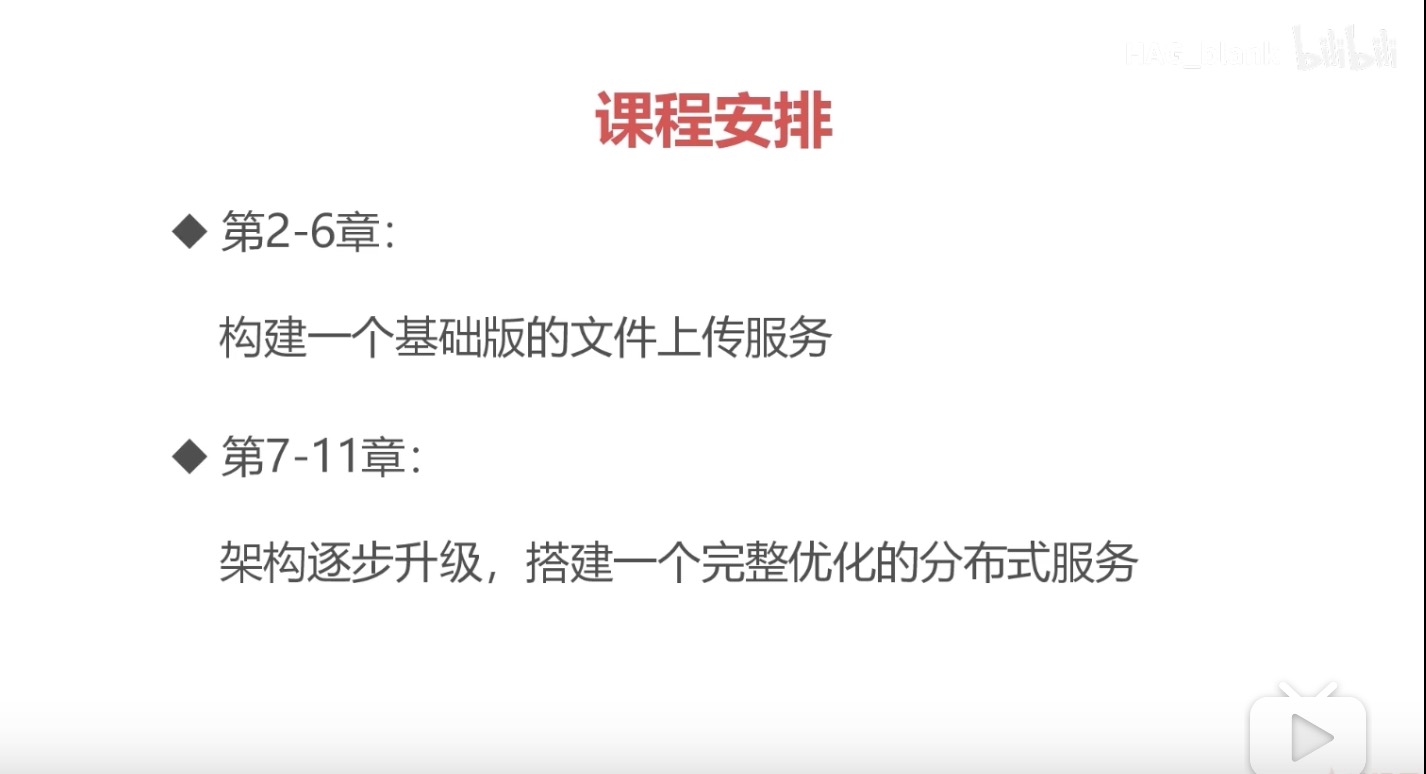 HAG_blank bilibili
课程安排
◆ 第2-6章：
构建一个基础版的文件上传服务
◆ 第7-11章：
架构逐步升级，搭建一个完整优化的分布式服务